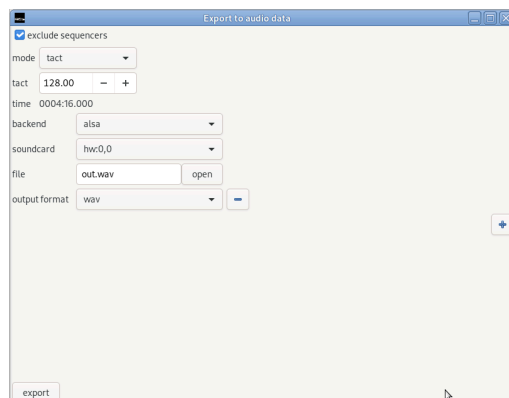 Export to audio data
exclude sequencers
mode tact
tact 128.00 − +
time 0004:16.000
backend alsa
soundcard hw:0,0
file out.wav open
output format wav
export